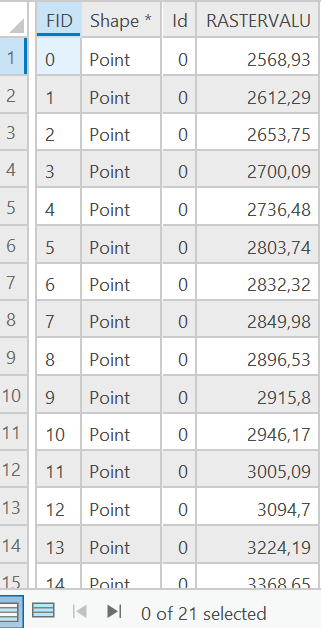 FID Shape * Id RASTERVALU
1 0 Point 0 2568,93
2 1 Point 0 2612,29
3 2 Point 0 2653,75
4 3 Point 0 2700,09
5 4 Point 0 2736,48
6 5 Point 0 2803,74
7 6 Point 0 2832,32
8 7 Point 0 2849,98
9 8 Point 0 2896,53
10 9 Point 0 2915,8
11 10 Point 0 2946,17
12 11 Point 0 3005,09
13 12 Point 0 3094,7
14 13 Point 0 3224,19
15 14 Point 0 3368,65
0 of 21 selected